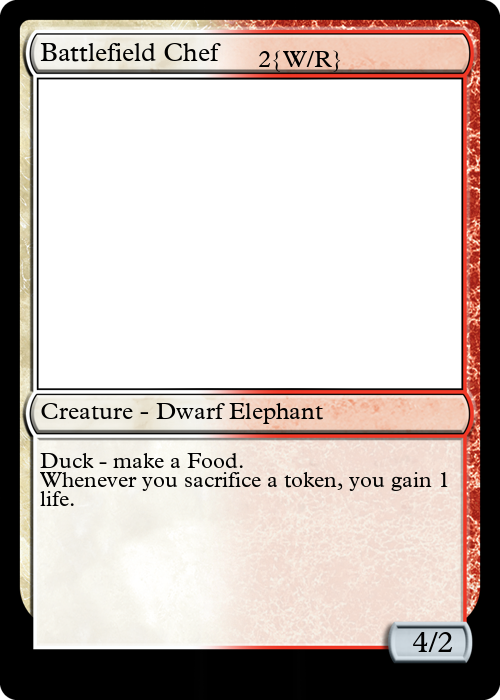 Battlefield Chef 2{W/R}
Creature - Dwarf Elephant
Duck - make a Food.
Whenever you sacrifice a token, you gain 1
life.
4/2